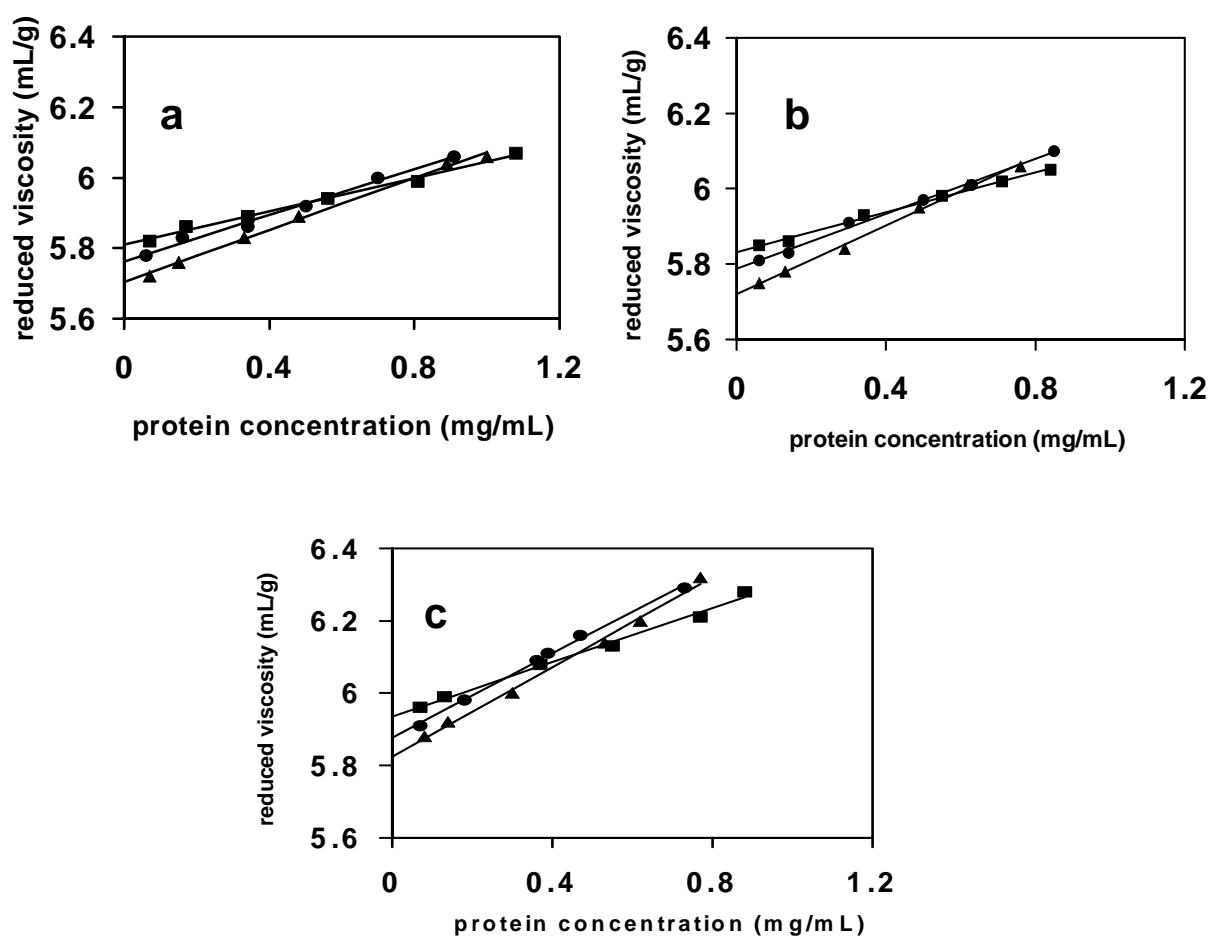 6.4
6.2
6
5.8
5.6
reduced viscosity (mL/g)
a
0 0.4 0.8 1.2
protein concentration (mg/mL)
6.4
6.2
6
5.8
5.6
reduced viscosity (mL/g)
b
0 0.4 0.8 1.2
protein concentration (mg/mL)
6.4
6.2
6
5.8
5.6
reduced viscosity (mL/g)
c
0 0.4 0.8 1.2
protein concentration (mg/mL)